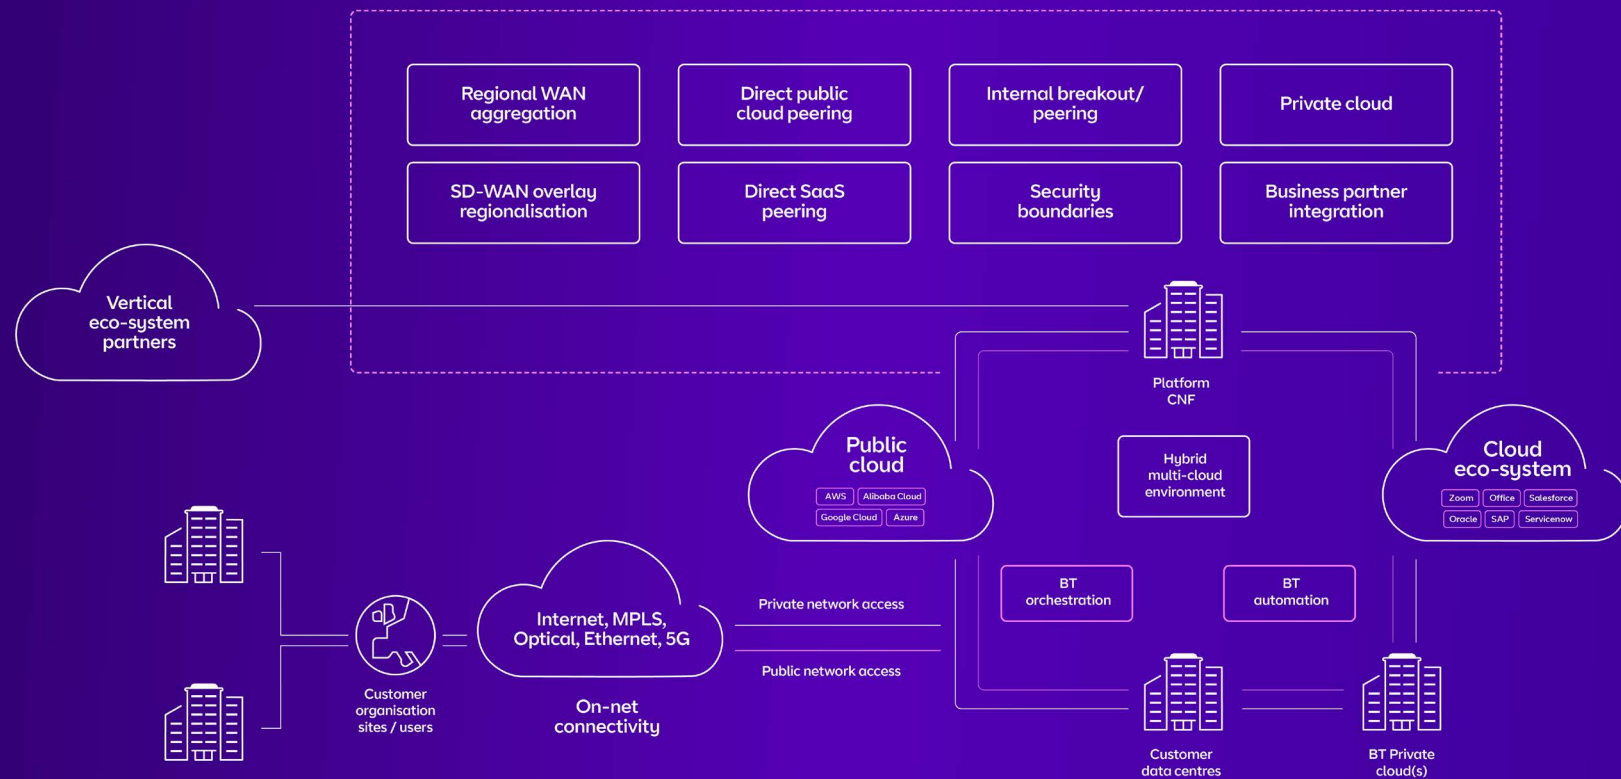 Regional WAN
aggregation
Direct public
cloud peering
Internal breakout/
peering
Private cloud
SD-WAN overlay
regionalisation
Direct SaaS
peering
Security
boundaries
Business partner
integration
Vertical
eco-system
partners
Platform
CNF
Public
cloud
AWS
Alibaba Cloud
Google Cloud
Azure
Hybrid
multi-cloud
environment
Cloud
eco-system
Zoom
Office
Salesforce
Oracle
SAP
Servicenow
BT
orchestration
BT
automation
Customer
organisation
sites / users
Internet, MPLS,
Optical, Ethernet, 5G
On-net
connectivity
Private network access
Public network access
Customer
data centres
BT Private
cloud(s)